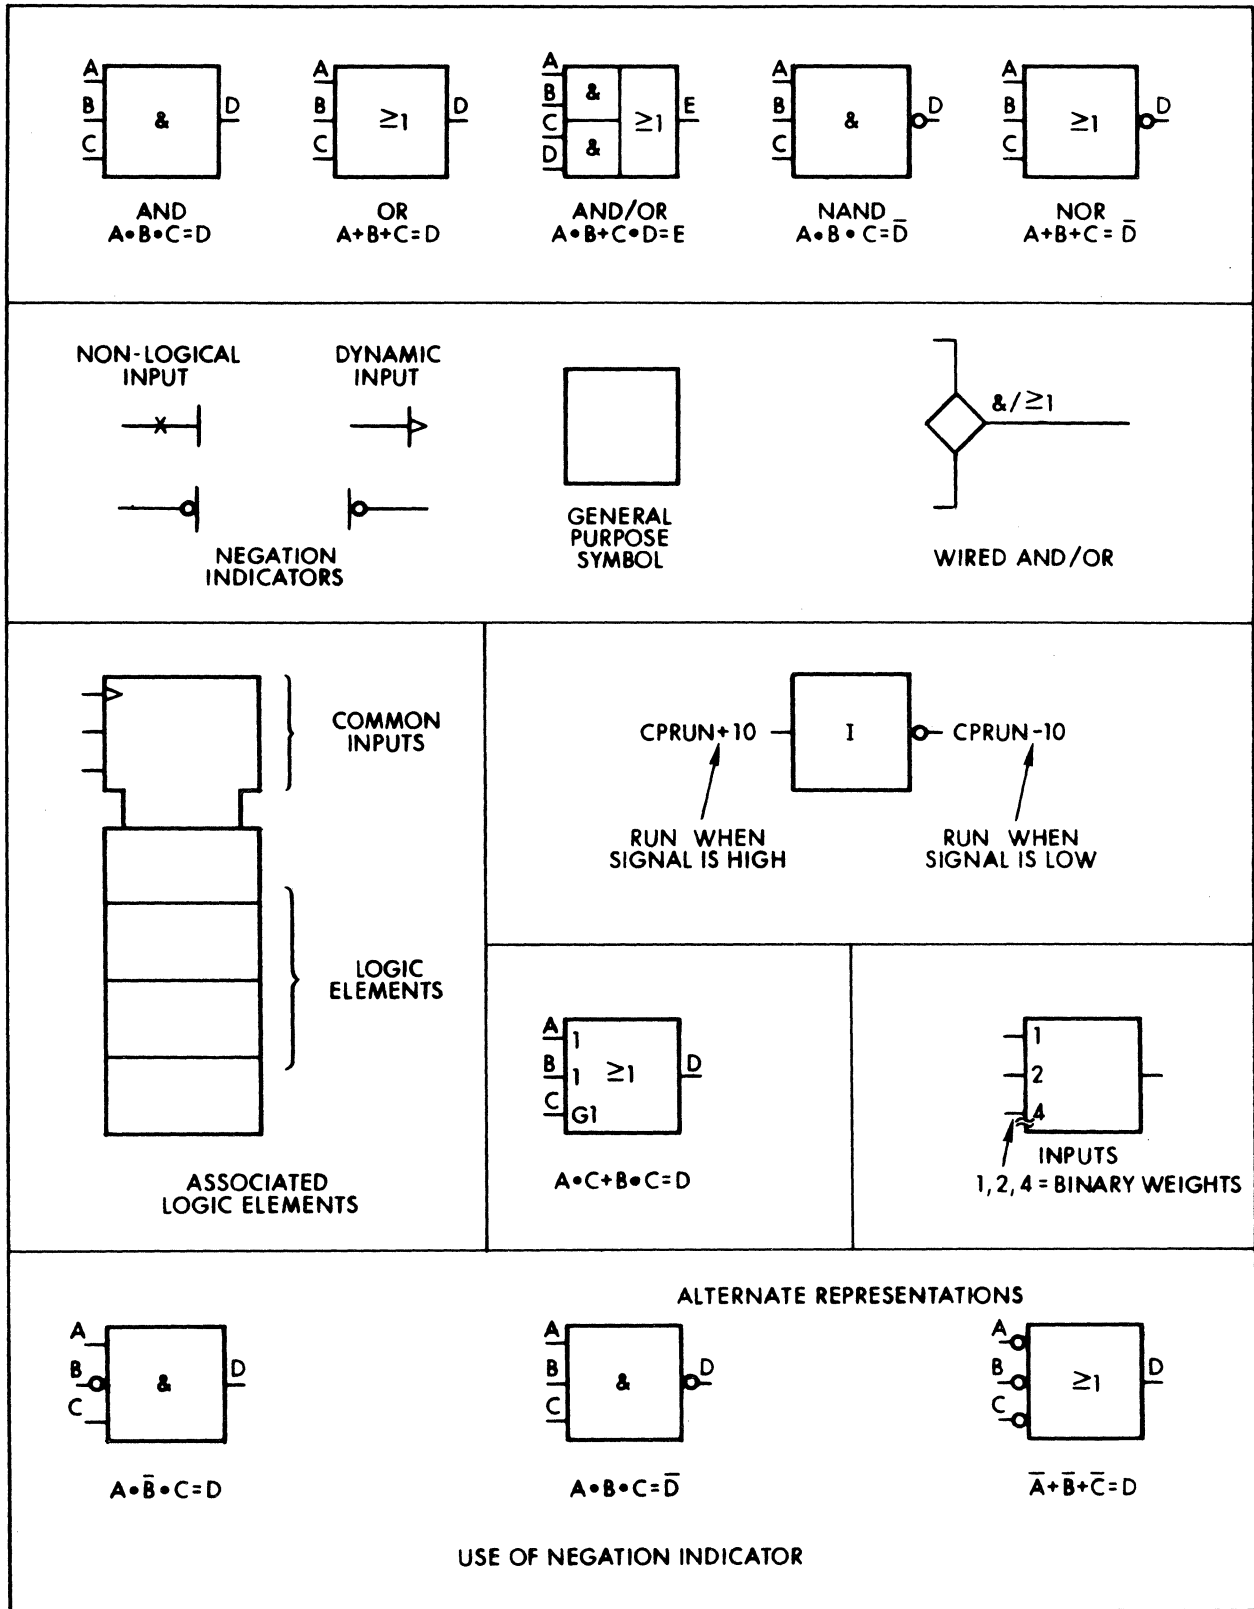 A
B
C
&
D
AND
A•B•C=D
A
B
C
≥1
D
OR
A+B+C=D
A
B
C
D
&
&
≥1
E
AND/OR
A•B+C•D=E
A
B
C
&
D
NAND
A•B•C=D̅
A
B
C
≥1
D
NOR
A+B+C=D̅
NON-LOGICAL
INPUT
DYNAMIC
INPUT
NEGATION
INDICATORS
GENERAL
PURPOSE
SYMBOL
&/≥1
WIRED AND/OR
COMMON
INPUTS
LOGIC
ELEMENTS
ASSOCIATED
LOGIC ELEMENTS
CPRUN+10
I
CPRUN-10
RUN WHEN
SIGNAL IS HIGH
RUN WHEN
SIGNAL IS LOW
A
B
C
1
1
G1
≥1
D
A•C+B•C=D
1
2
4
INPUTS
1,2,4=BINARY WEIGHTS
ALTERNATE REPRESENTATIONS
A
B
C
&
D
A•B̅•C=D
A
B
C
&
D
A•B•C=D̅
A
B
C
≥1
D
A̅+B̅+C̅=D
USE OF NEGATION INDICATOR